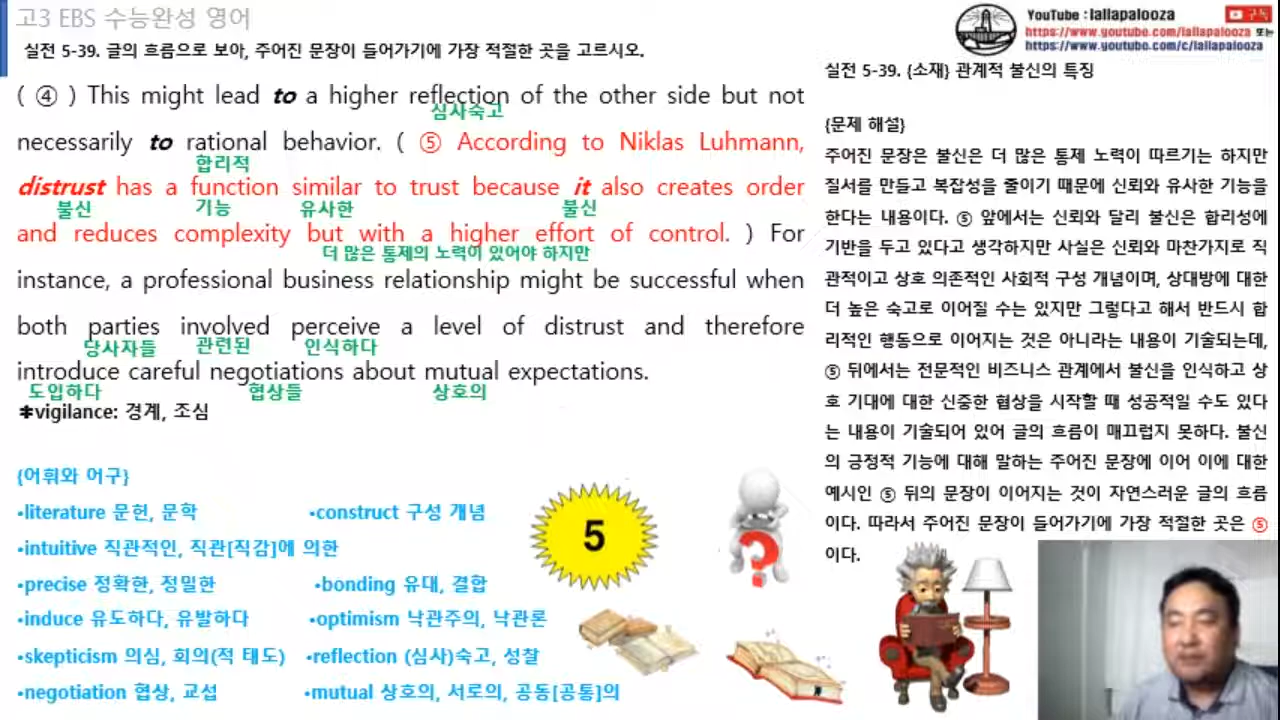 고3 EBS 수능완성 영어
실전 5-39. 글의 흐름으로 보아, 주어진 문장이 들어가기에 가장 적절한 곳을 고르시오.
( ④ ) This might lead to a higher reflection of the other side but not
심사숙고
necessarily to rational behavior. ( ⑤ According to Niklas Luhmann,
합리적
distrust has a function similar to trust because it also creates order
불신 기능 유사한 불신
and reduces complexity but with a higher effort of control. ) For
더 많은 통제의 노력이 있어야 하지만
instance, a professional business relationship might be successful when
both parties involved perceive a level of distrust and therefore
당사자들 관련된 인식하다
introduce careful negotiations about mutual expectations.
도입하다 협상들 상호의
✱vigilance: 경계, 조심
{어휘와 어구}
•literature 문헌, 문학 •construct 구성 개념
•intuitive 직관적인, 직관[직감]에 의한
•precise 정확한, 정밀한 •bonding 유대, 결합
•induce 유도하다, 유발하다 •optimism 낙관주의, 낙관론
•skepticism 의심, 회의(적 태도) •reflection (심사)숙고, 성찰
•negotiation 협상, 교섭 •mutual 상호의, 서로의, 공동[공통]의
5
YouTube : lallapalooza 구독
https://www.youtube.com/lallapalooza 또는
https://www.youtube.com/c/lallapalooza
실전 5-39. {소재} 관계적 불신의 특징
{문제 해설}
주어진 문장은 불신은 더 많은 통제 노력이 따르기는 하지만
질서를 만들고 복잡성을 줄이기 때문에 신뢰와 유사한 기능을
한다는 내용이다. ⑤ 앞에서는 신뢰와 달리 불신은 합리성에
기반을 두고 있다고 생각하지만 사실은 신뢰와 마찬가지로 직
관적이고 상호 의존적인 사회적 구성 개념이며, 상대방에 대한
더 높은 숙고로 이어질 수는 있지만 그렇다고 해서 반드시 합
리적인 행동으로 이어지는 것은 아니라는 내용이 기술되는데,
⑤ 뒤에서는 전문적인 비즈니스 관계에서 불신을 인식하고 상
호 기대에 대한 신중한 협상을 시작할 때 성공적일 수도 있다
는 내용이 기술되어 있어 글의 흐름이 매끄럽지 못하다. 불신
의 긍정적 기능에 대해 말하는 주어진 문장에 이어 이에 대한
예시인 ⑤ 뒤의 문장이 이어지는 것이 자연스러운 글의 흐름
이다. 따라서 주어진 문장이 들어가기에 가장 적절한 곳은 ⑤
이다.